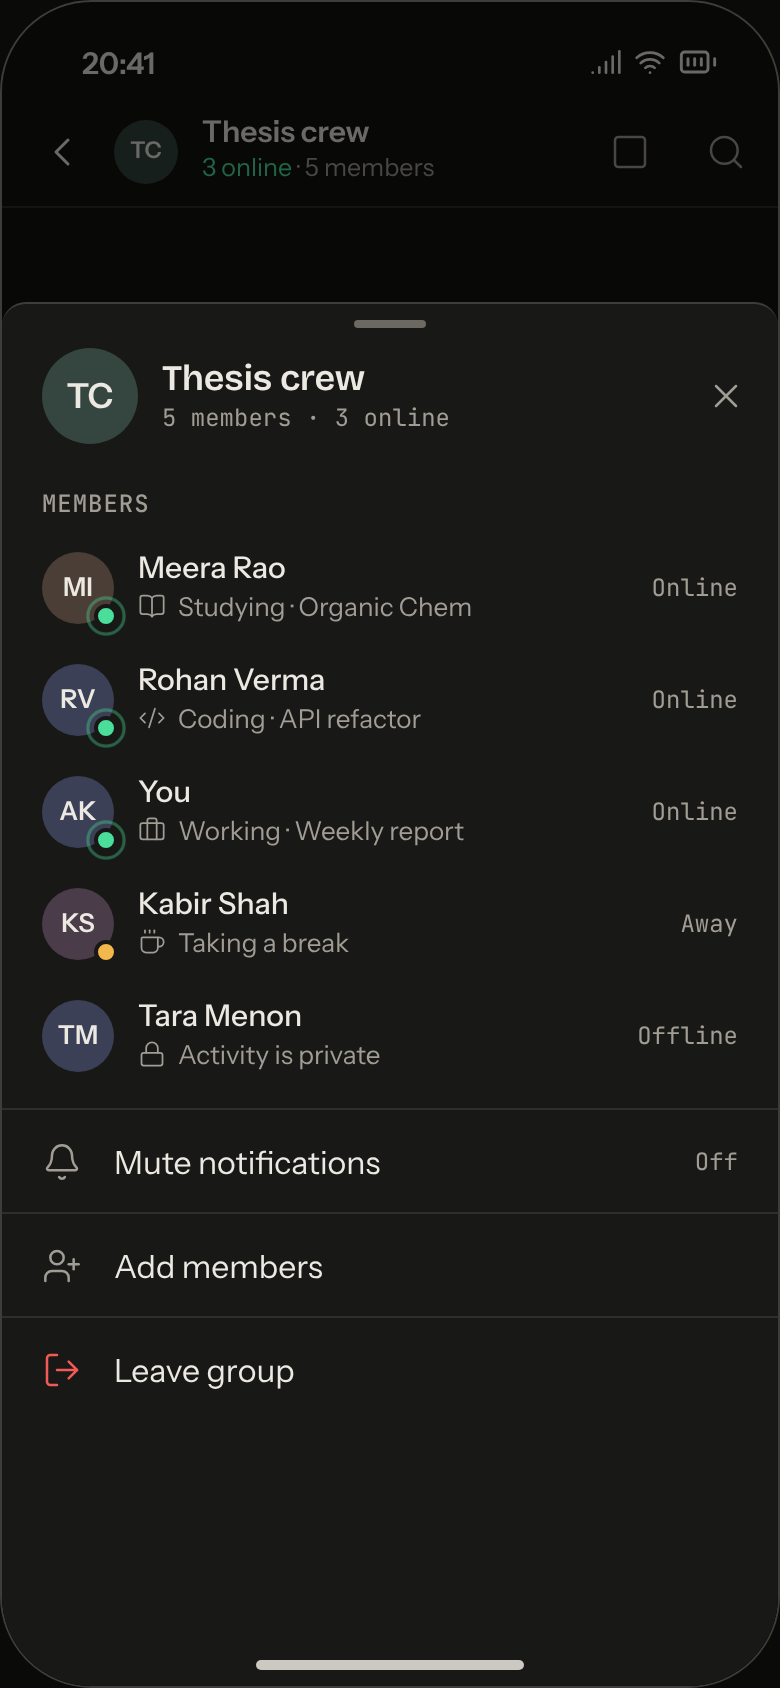 20:41
TC
Thesis crew
3 online · 5 members
TC
Thesis crew
5 members · 3 online
MEMBERS
MI
Meera Rao
Studying · Organic Chem
Online
RV
Rohan Verma
Coding · API refactor
Online
AK
You
Working · Weekly report
Online
KS
Kabir Shah
Taking a break
Away
TM
Tara Menon
Activity is private
Offline
Mute notifications
Off
Add members
Leave group